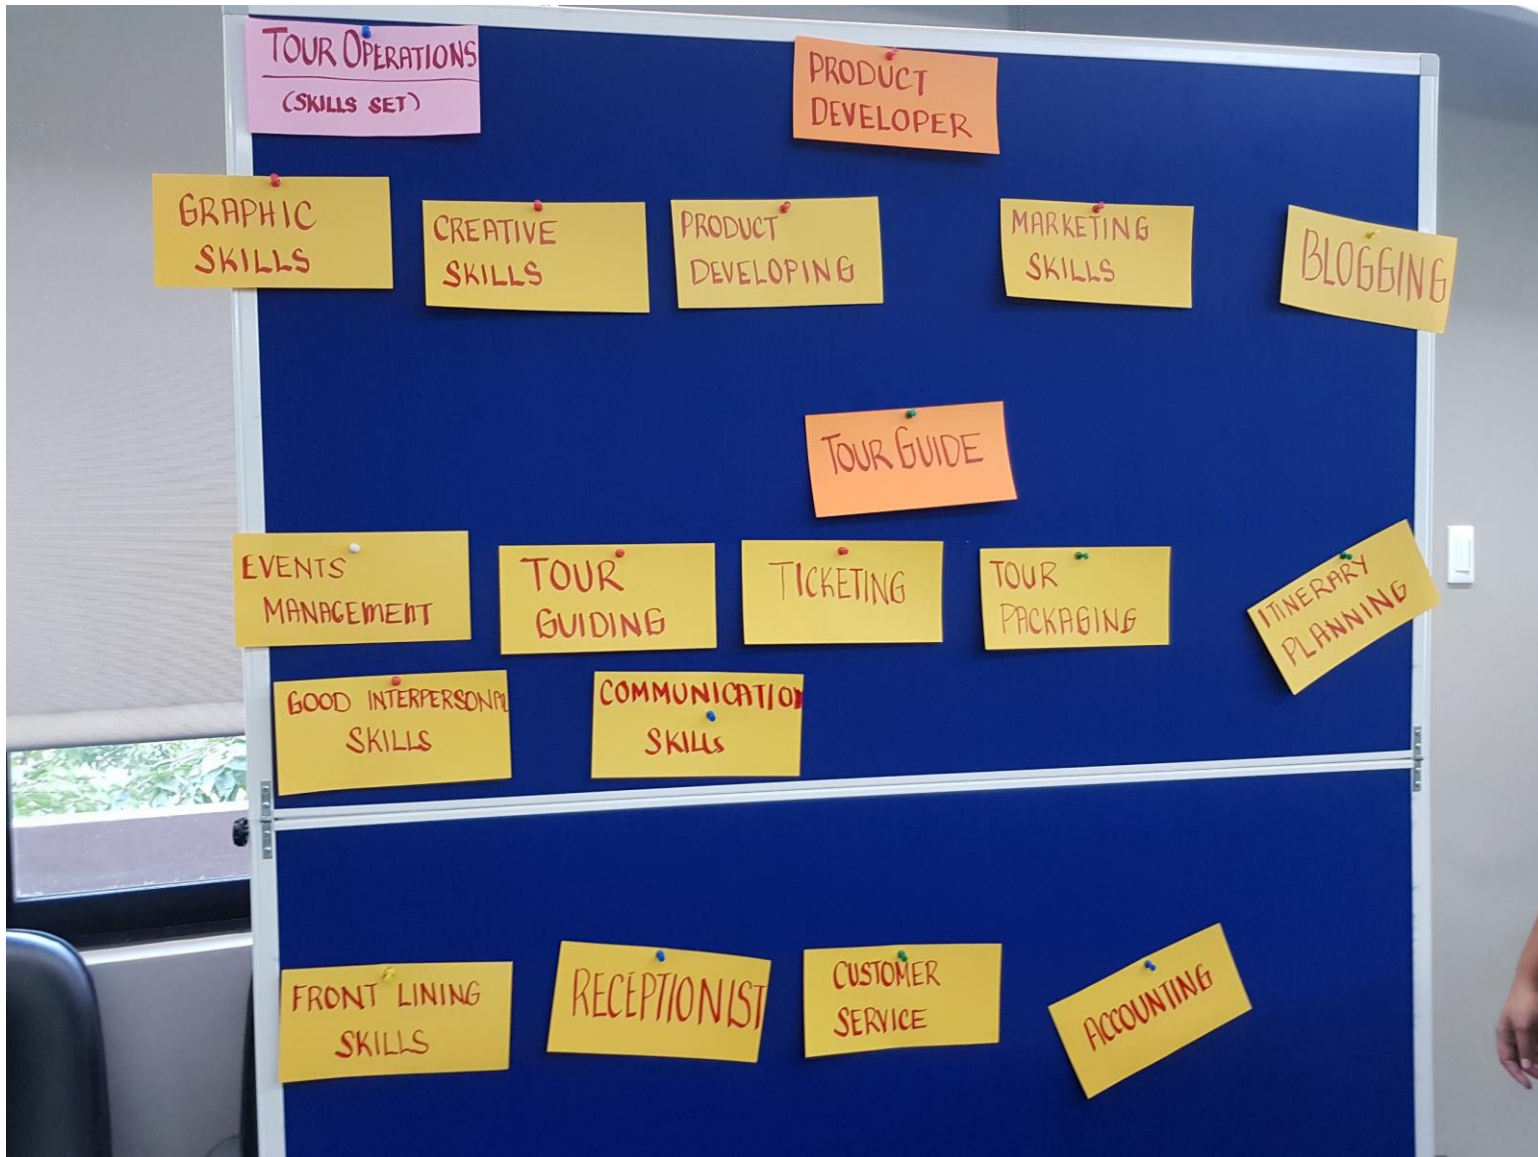 TOUR OPERATIONS
(SKILLS SET)
PRODUCT
DEVELOPER
GRAPHIC
SKILLS
CREATIVE
SKILLS
PRODUCT
DEVELOPING
MARKETING
SKILLS
BLOGGING
TOUR GUIDE
EVENTS
MANAGEMENT
TOUR
GUIDING
TICKETING
TOUR
PACKAGING
ITINERARY
PLANNING
GOOD INTERPERSONAL
SKILLS
COMMUNICATION
SKILLS
FRONT LINING
SKILLS
RECEPTIONIST
CUSTOMER
SERVICE
ACCOUNTING